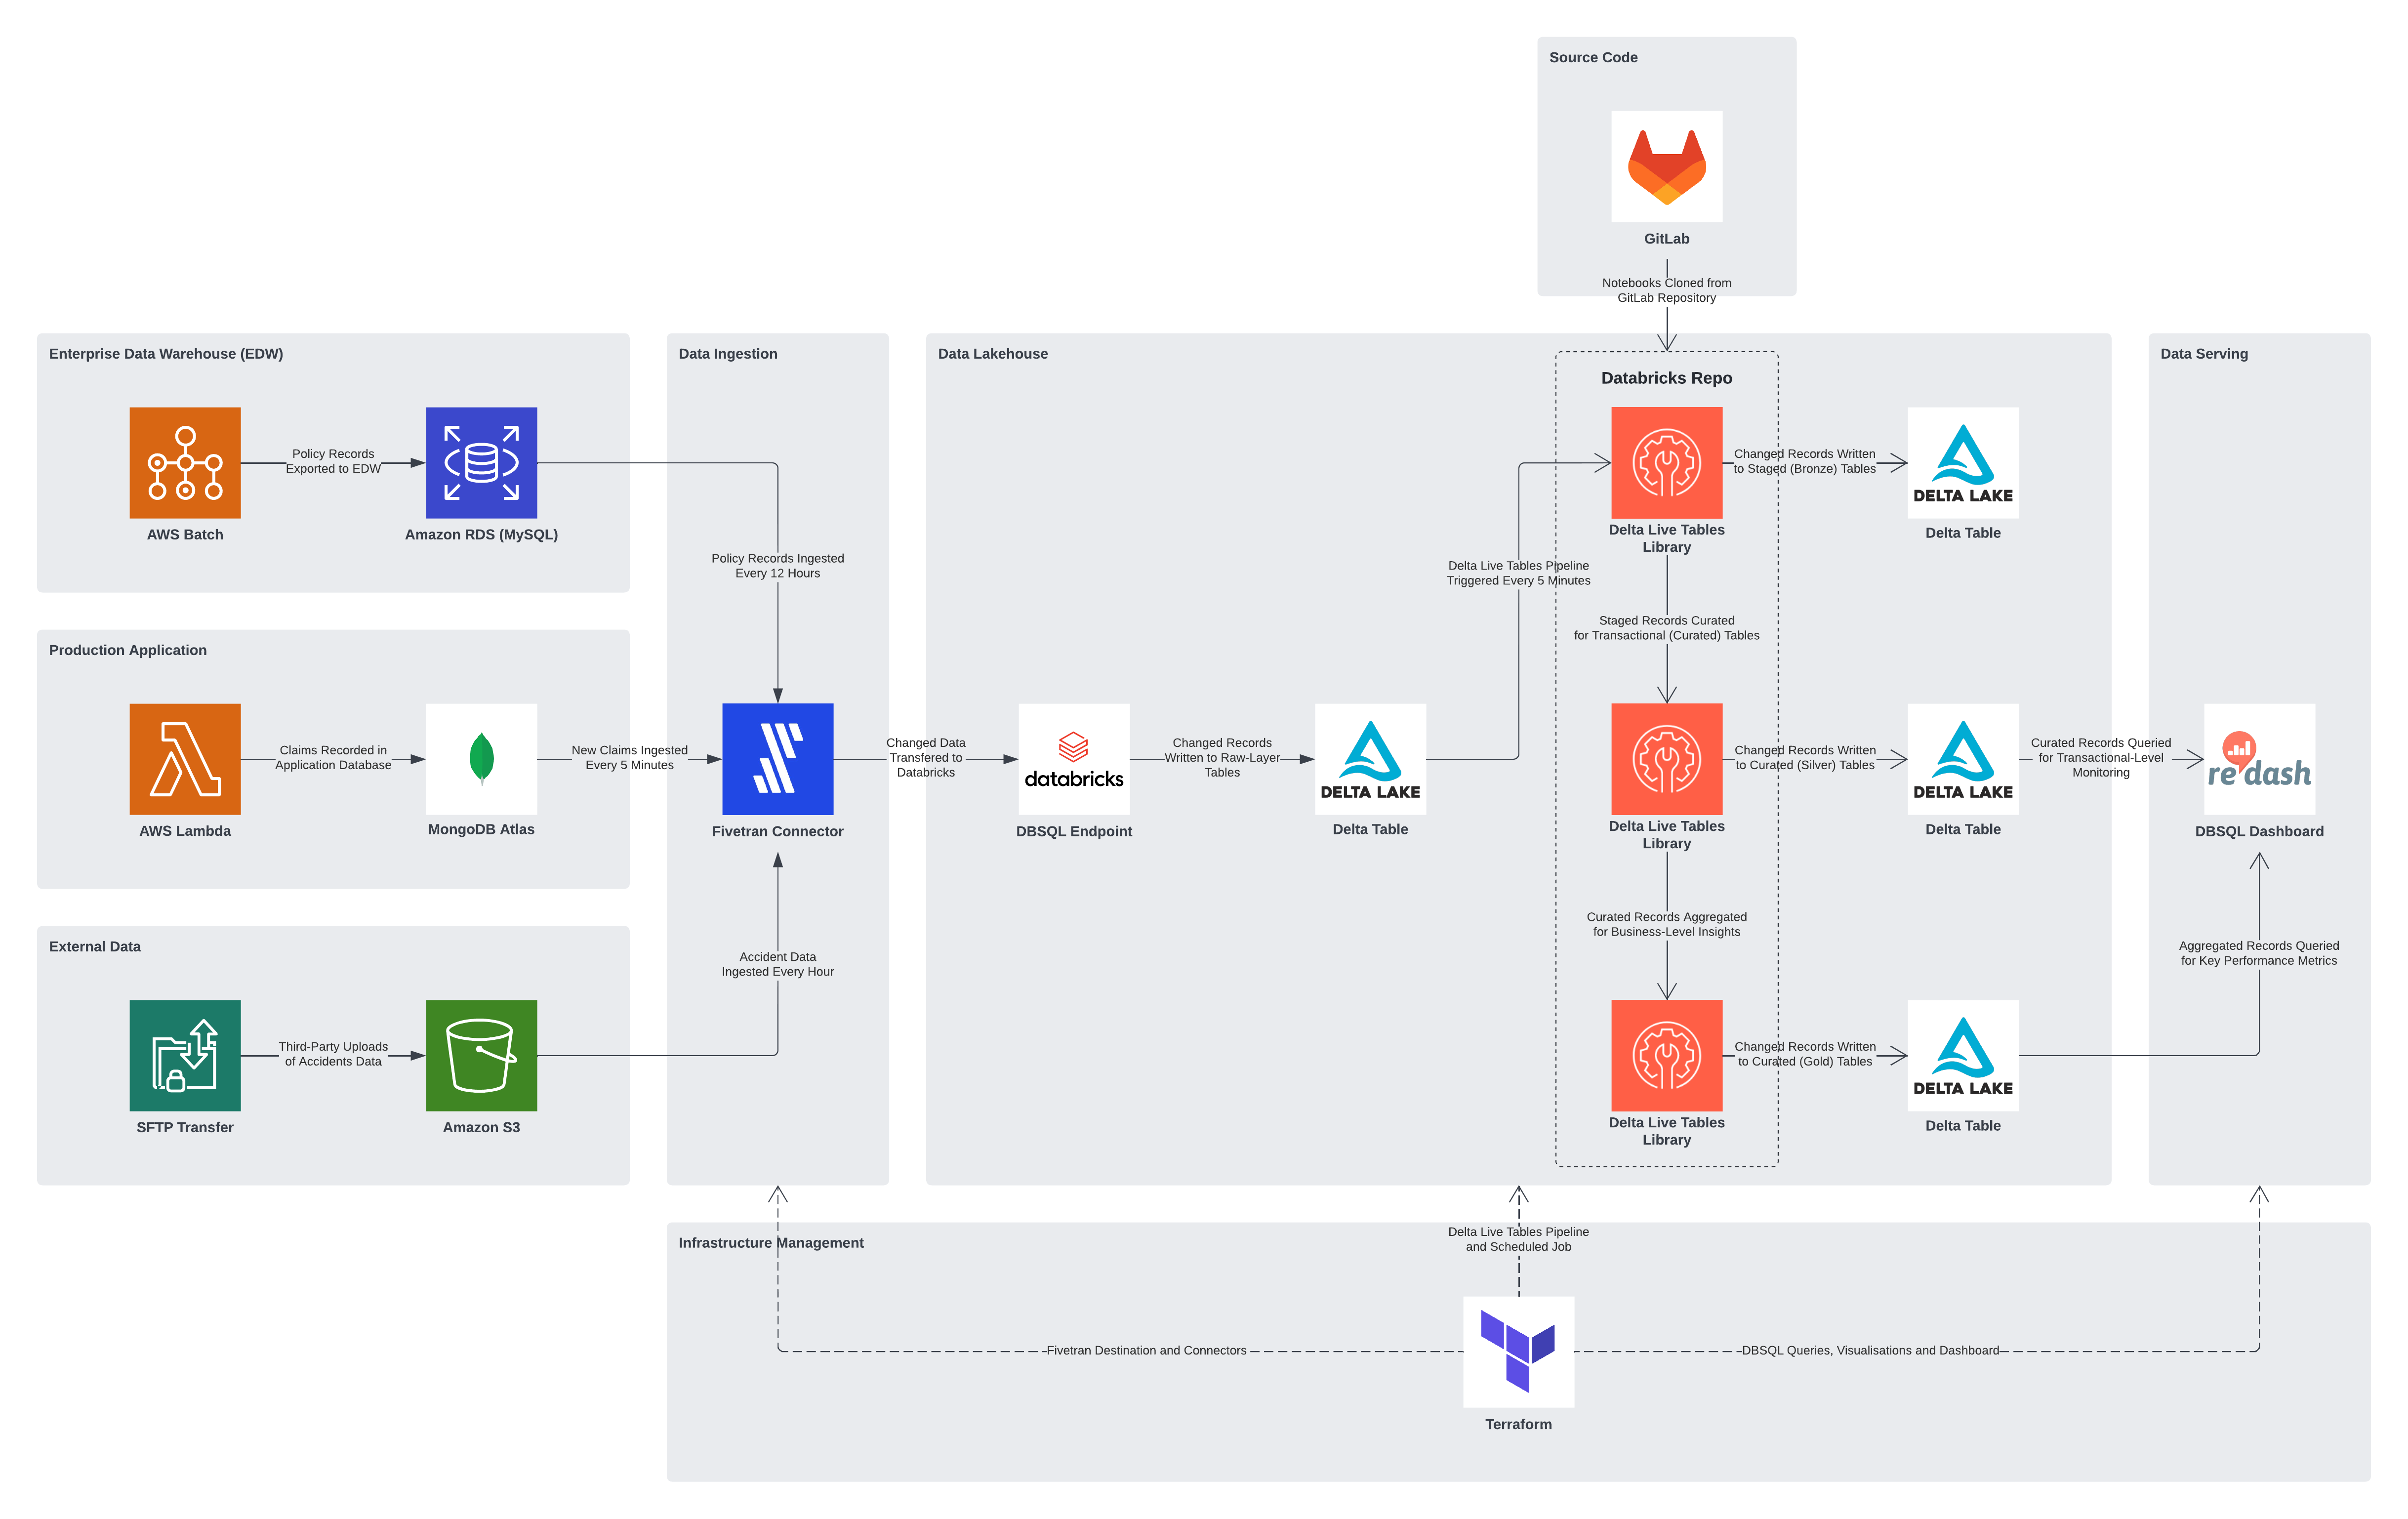 Source Code
GitLab
Notebooks Cloned from
GitLab Repository
Enterprise Data Warehouse (EDW)
AWS Batch
Policy Records
Exported to EDW
Amazon RDS (MySQL)
Production Application
AWS Lambda
Claims Recorded in
Application Database
MongoDB Atlas
New Claims Ingested
Every 5 Minutes
External Data
SFTP Transfer
Third-Party Uploads
of Accidents Data
Amazon S3
Data Ingestion
Policy Records Ingested
Every 12 Hours
Fivetran Connector
Accident Data
Ingested Every Hour
Changed Data
Transfered to
Databricks
Data Lakehouse
databricks
DBSQL Endpoint
Changed Records
Written to Raw-Layer
Tables
DELTA LAKE
Delta Table
Delta Live Tables Pipeline
Triggered Every 5 Minutes
Databricks Repo
Delta Live Tables
Library
Changed Records Written
to Staged (Bronze) Tables
DELTA LAKE
Delta Table
Staged Records Curated
for Transactional (Curated) Tables
Delta Live Tables
Library
Changed Records Written
to Curated (Silver) Tables
DELTA LAKE
Delta Table
Curated Records Aggregated
for Business-Level Insights
Delta Live Tables
Library
Changed Records Written
to Curated (Gold) Tables
DELTA LAKE
Delta Table
Data Serving
Curated Records Queried
for Transactional-Level
Monitoring
redash
DBSQL Dashboard
Aggregated Records Queried
for Key Performance Metrics
Infrastructure Management
Delta Live Tables Pipeline
and Scheduled Job
Fivetran Destination and Connectors
DBSQL Queries, Visualisations and Dashboard
Terraform